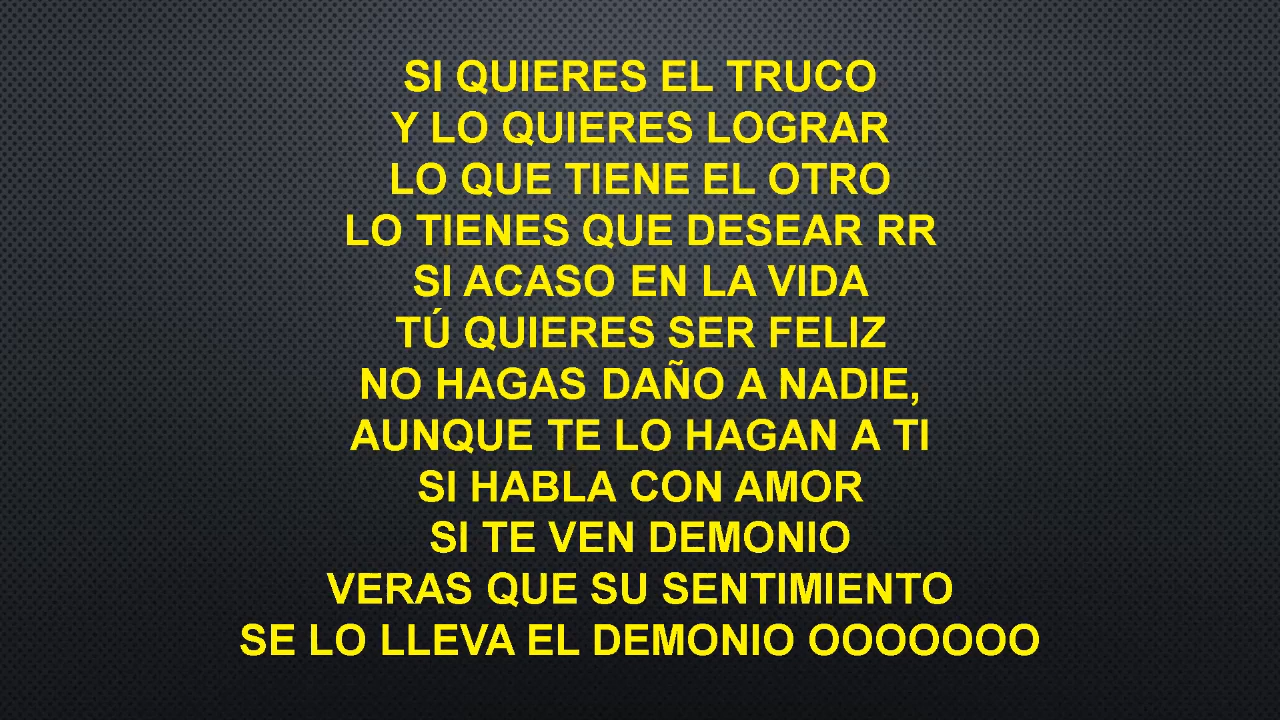 SI QUIERES EL TRUCO
Y LO QUIERES LOGRAR
LO QUE TIENE EL OTRO
LO TIENES QUE DESEAR RR
SI ACASO EN LA VIDA
TÚ QUIERES SER FELIZ
NO HAGAS DAÑO A NADIE,
AUNQUE TE LO HAGAN A TI
SI HABLA CON AMOR
SI TE VEN DEMONIO
VERAS QUE SU SENTIMIENTO
SE LO LLEVA EL DEMONIO OOOOOOO